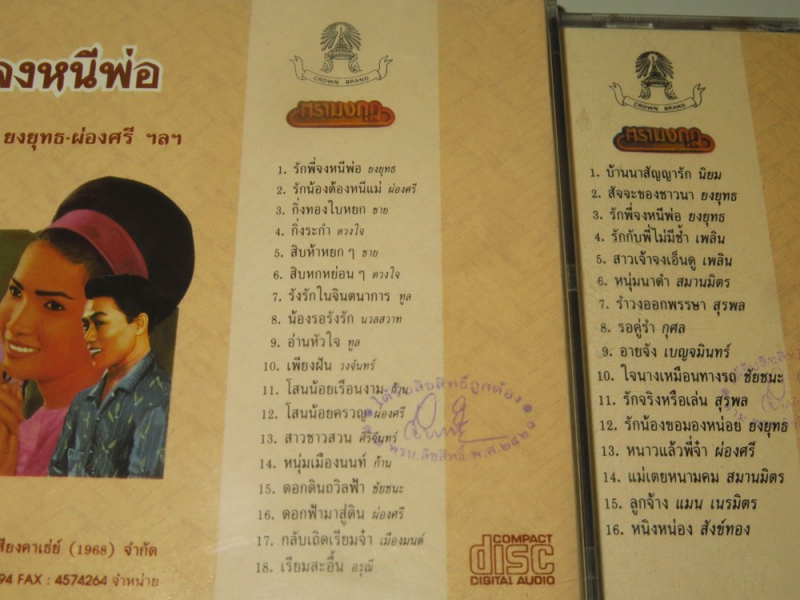 จงหนีพ่อ
ยงยุทธ-ผ่องศรี ฯลฯ
CROWN BRAND
ตรามงกุฎ
1. รักพี่จงหนีพ่อ ยงยุทธ
2. รักน้องต้องหนีแม่ ผ่องศรี
3. กิ่งทองใบหยก ชาย
4. กิ่งระกำ ดวงใจ
5. สิบห้าหยก ๆ ชาย
6. สิบหกหย่อน ๆ ดวงใจ
7. รังรักในจินตนาการ ทูล
8. น้องรอรังรัก นวลสวาท
9. อ่านหัวใจ ทูล
10. เพียงฝัน วงจันทร์
11. โสนน้อยเรือนงาม ก้าน
12. โสนน้อยครวญ ผ่องศรี
13. สาวชาวสวน ศิริจันทร์
14. หนุ่มเมืองนนท์ ก้าน
15. ดอกดินถวิลฟ้า ชัยชนะ
16. ดอกฟ้ามาสู่ดิน ผ่องศรี
17. กลับเถิดเรียมจ๋า เมืองมนต์
18. เรียมสะอื้น อรุณี
ได้รับลิขสิทธิ์ถูกต้อง
พรบ.ลิขสิทธิ์ พ.ศ.๒๕๒๑
COMPACT
disc
DIGITAL AUDIO
เสียงคาเธ่ย์ (1968) จำกัด
94 FAX : 4574264 จำหน่าย
CROWN BRAND
ตรามงกุฎ
1. บ้านนาสัญญารัก นิยม
2. สัจจะของชาวนา ยงยุทธ
3. รักพี่จงหนีพ่อ ยงยุทธ
4. รักกับพี่ไม่มีช้ำ เพลิน
5. สาวเจ้าจงเอ็นดู เพลิน
6. หนุ่มนาดำ สมานมิตร
7. รำวงออกพรรษา สุรพล
8. รอคู่รำ กุศล
9. อายจัง เบญจมินทร์
10. ใจนางเหมือนทางรถ ชัยชนะ
11. รักจริงหรือเล่น สุรพล
12. รักน้องขอมองหน่อย ยงยุทธ
13. หนาวแล้วพี่จ๋า ผ่องศรี
14. แม่เตยหนามคม สมานมิตร
15. ลูกจ้าง แมน เนรมิตร
16. หนิงหน่อง สังข์ทอง